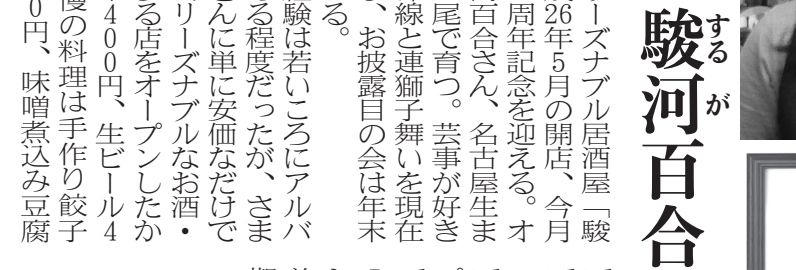 駿河百合
するが
ーズナブル居酒屋「駿
26年5月の開店、今月
周年記念を迎える。オ
百合さん、名古屋生ま
尾で育つ。芸事が好き
線と連獅子舞いを現在
、お披露目の会は年末
る。
験は若いころにアルバ
る程度だったが、さま
んに単に安価なだけで
リーズナブルなお酒・
る店をオープンしたか
400円、生ビール4
慢の料理は手作り餃子
0円、味噌煮込み豆腐